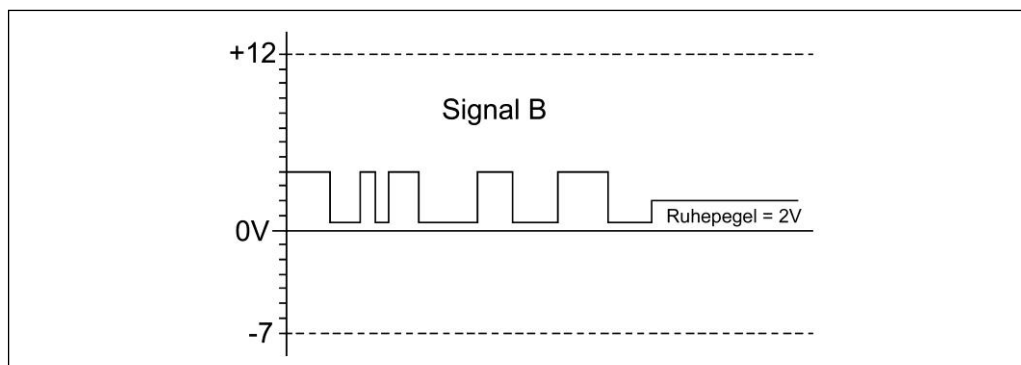 +12
Signal B
Ruhepegel = 2V
0V
-7